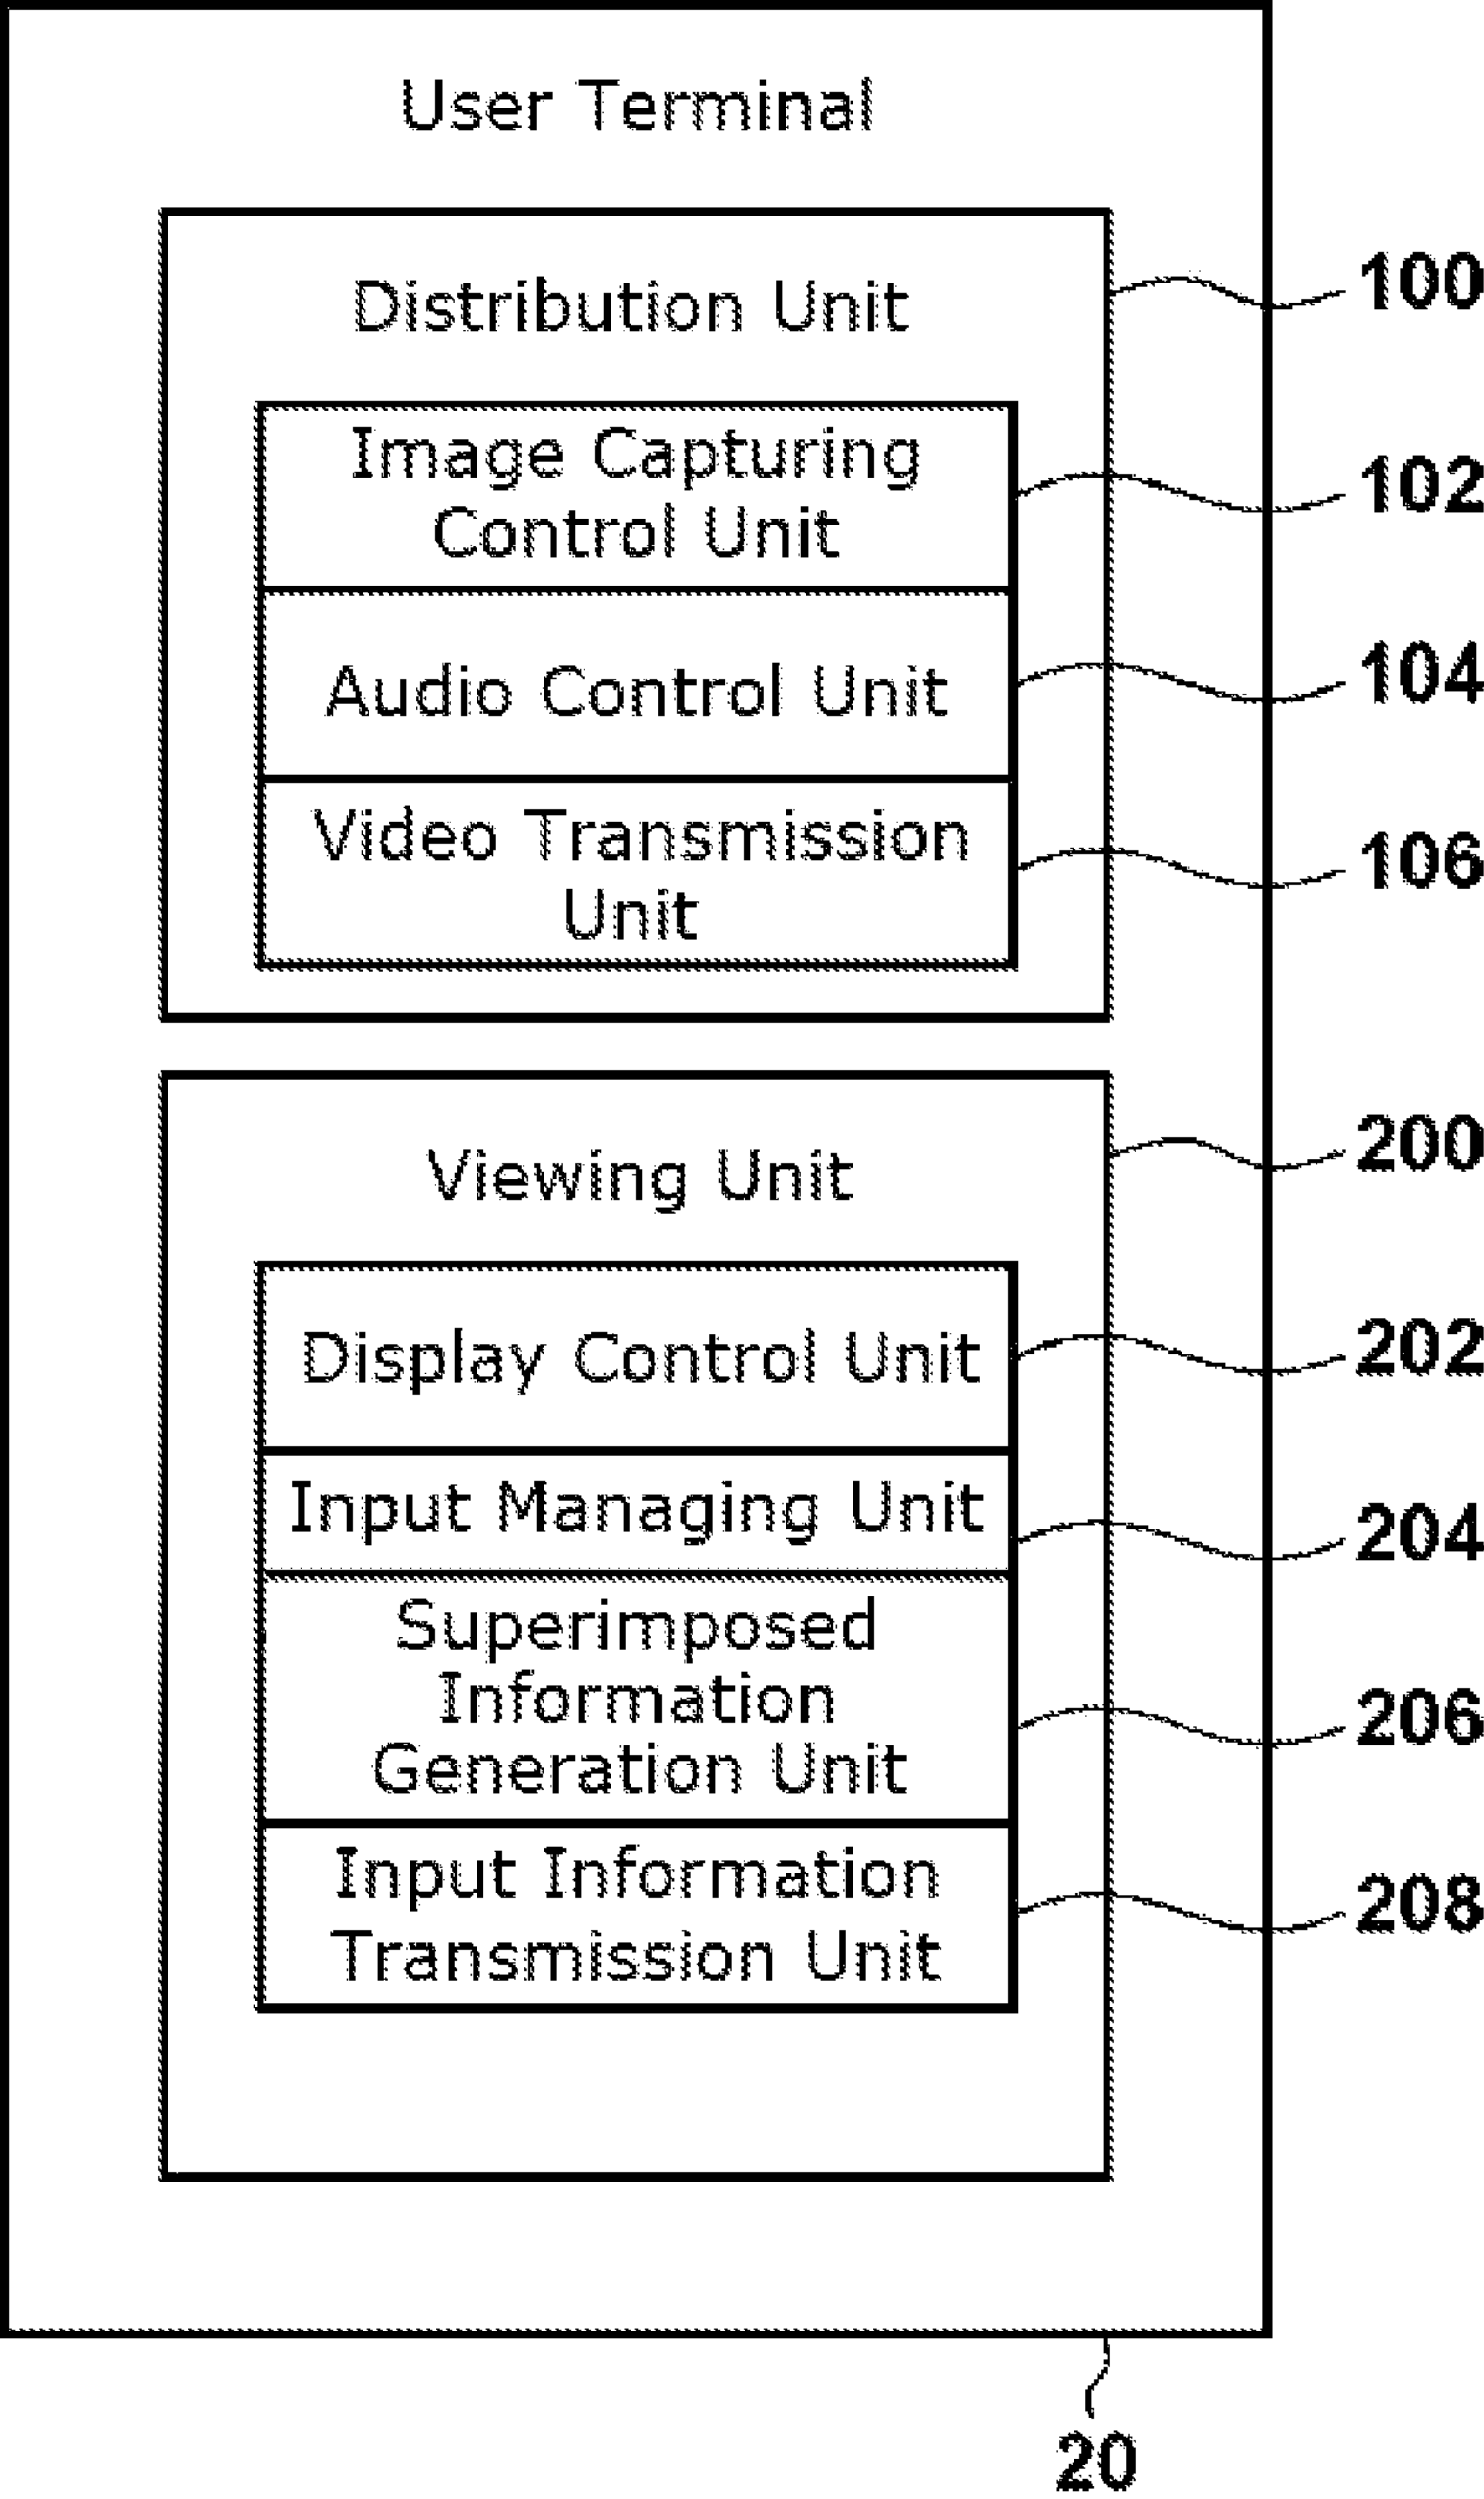 User Terminal
Distribution Unit
100
Image Capturing
Control Unit
102
Audio Control Unit
104
Video Transmission
Unit
106
Viewing Unit
200
Display Control Unit
202
Input Managing Unit
204
Superimposed
Information
Generation Unit
206
Input Information
Transmission Unit
208
20